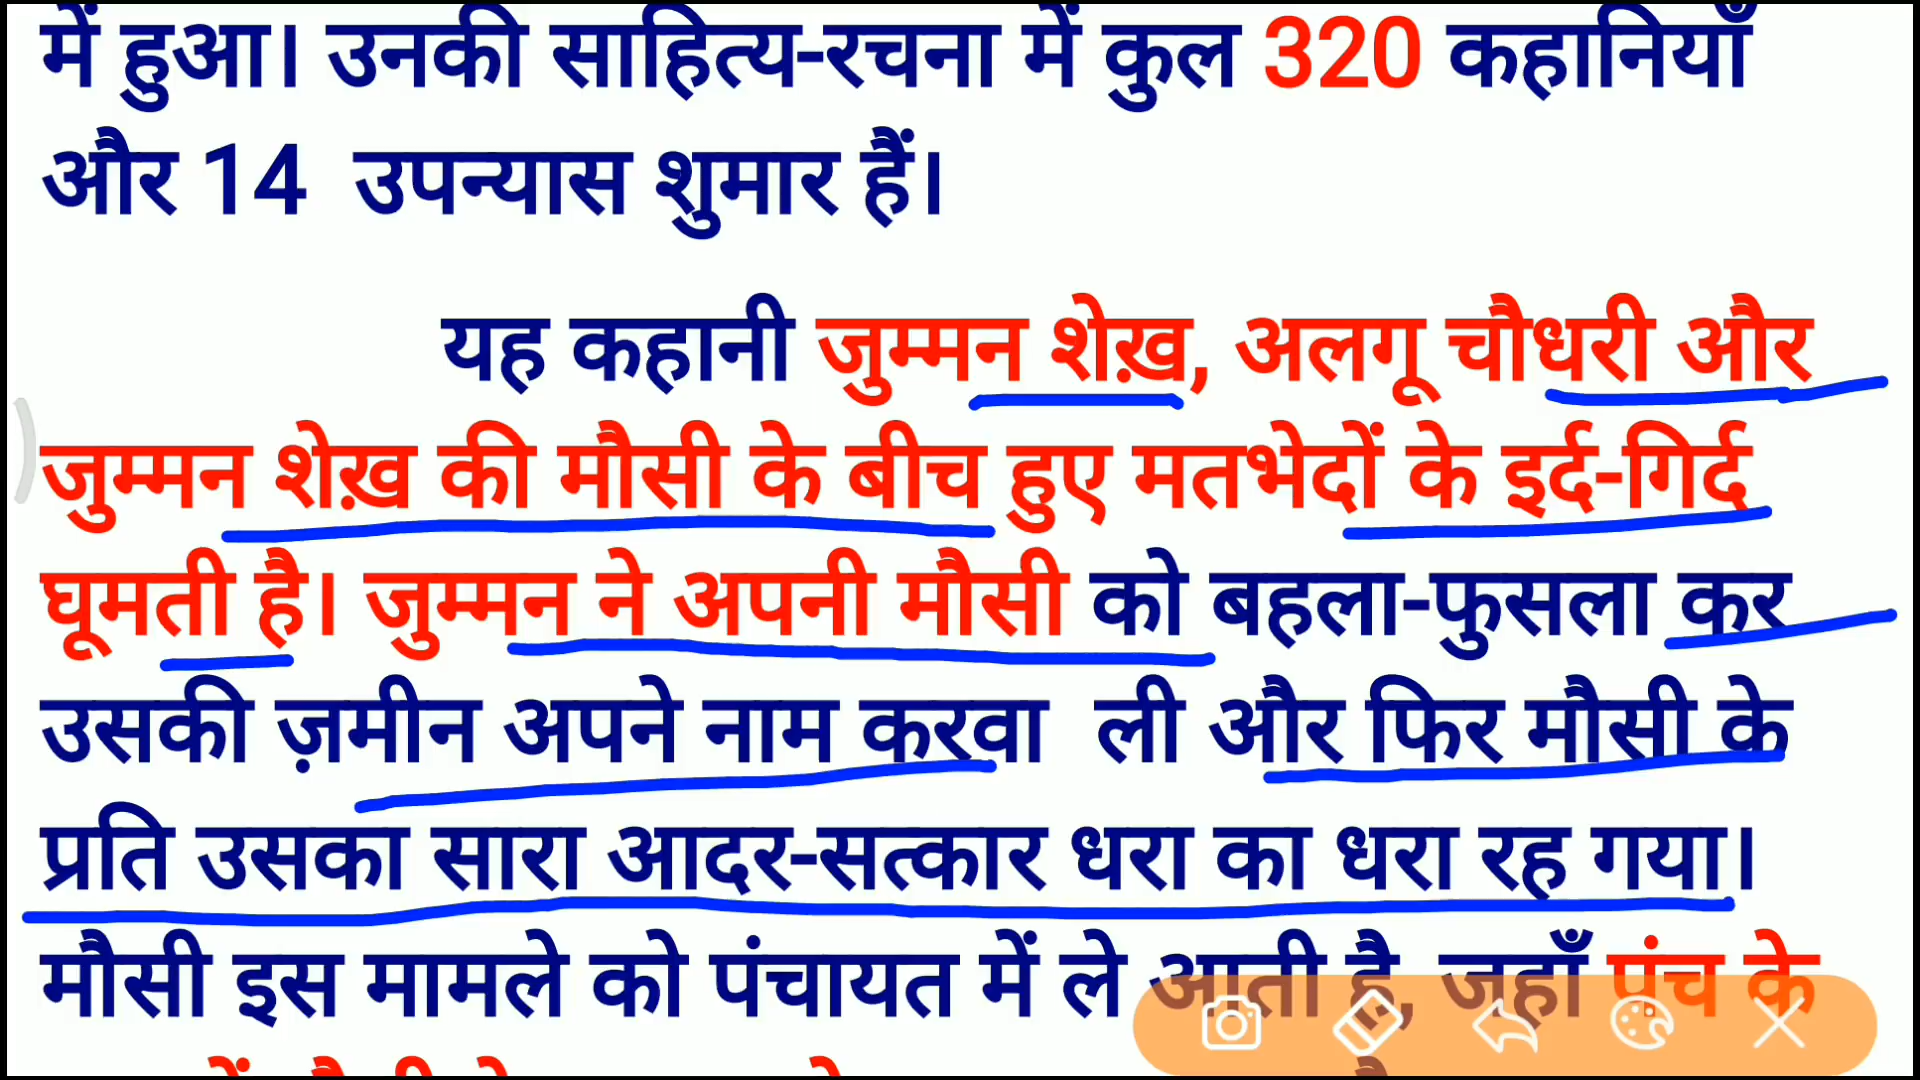 में हुआ। उनकी साहित्य-रचना में कुल 320 कहानियाँ
और 14 उपन्यास शुमार हैं।
यह कहानी जुम्मन शेख़, अलगू चौधरी और
जुम्मन शेख़ की मौसी के बीच हुए मतभेदों के इर्द-गिर्द
घूमती है। जुम्मन ने अपनी मौसी को बहला-फुसला कर
उसकी ज़मीन अपने नाम करवा ली और फिर मौसी के
प्रति उसका सारा आदर-सत्कार धरा का धरा रह गया।
मौसी इस मामले को पंचायत में ले आती है, जहाँ पंच के